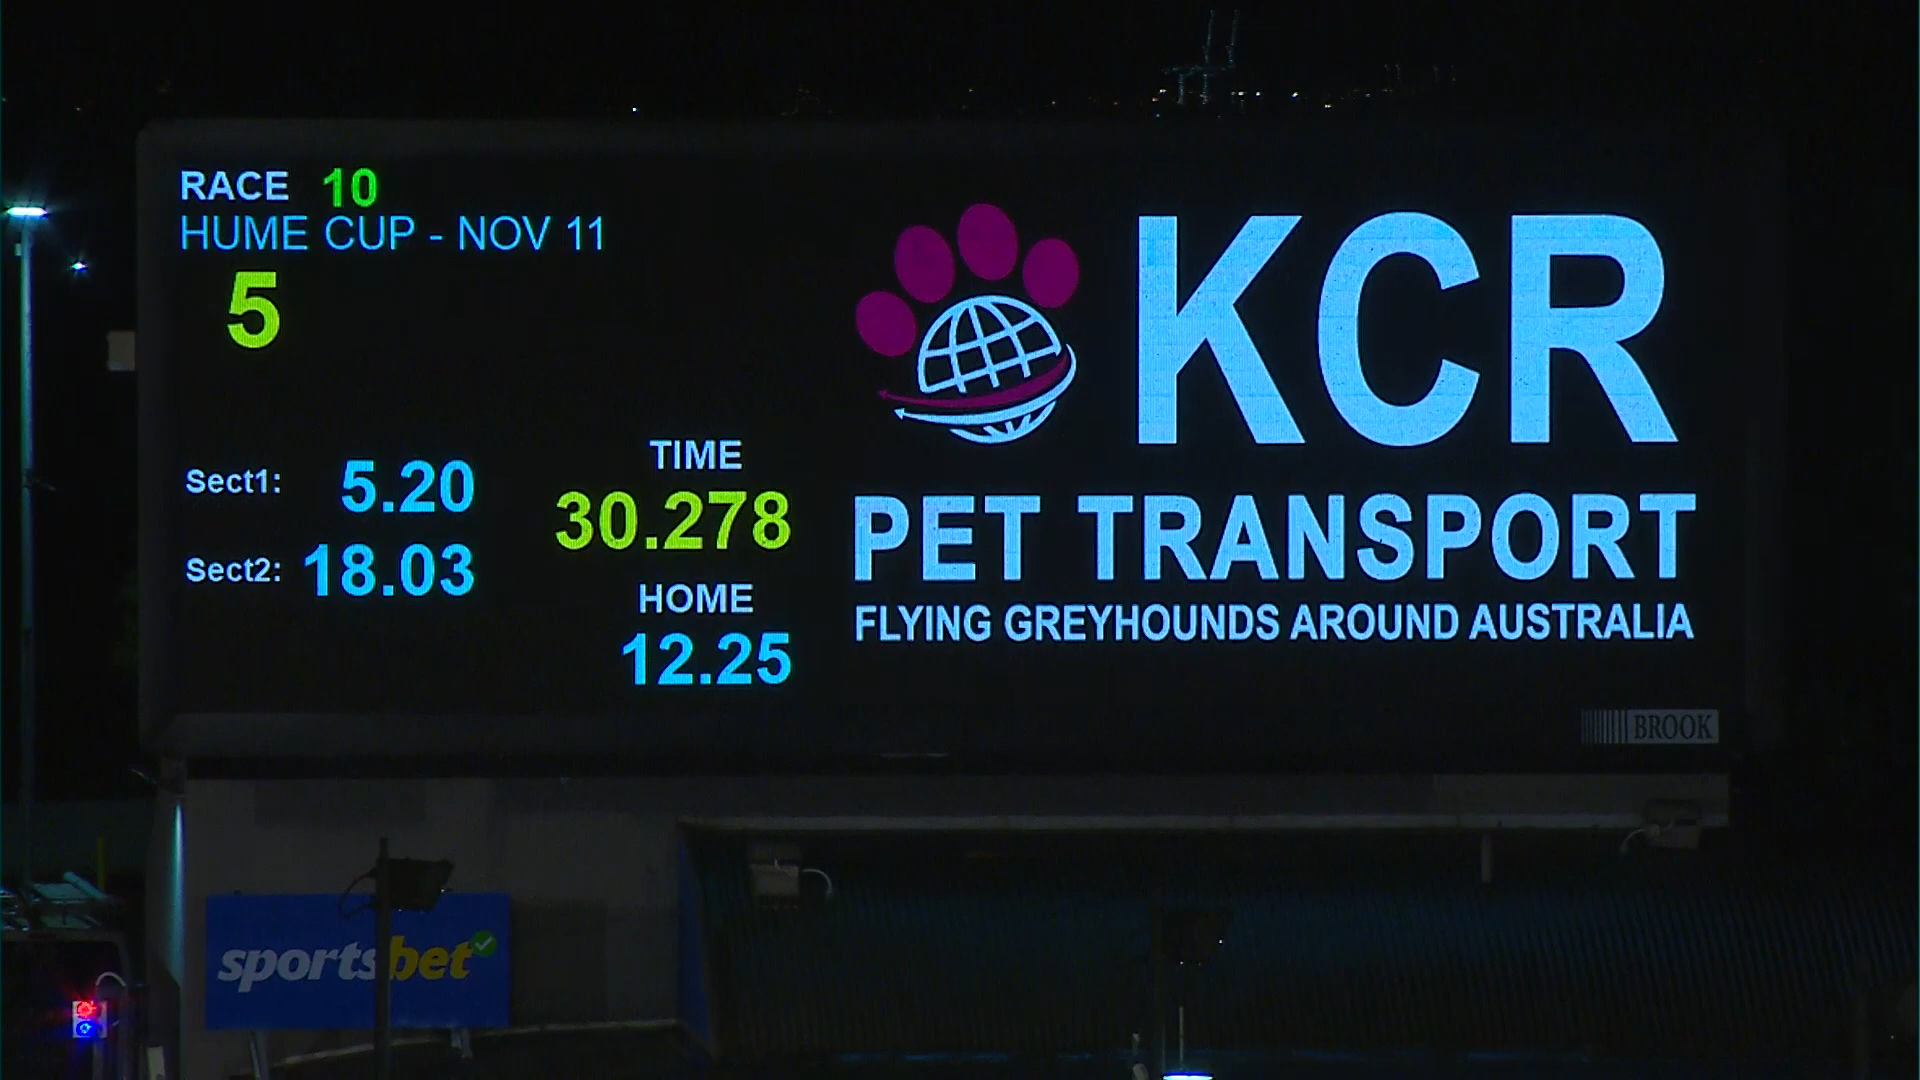 RACE 10
HUME CUP - NOV 11
5
Sect1: 5.20
Sect2: 18.03
TIME
30.278
HOME
12.25
KCR
PET TRANSPORT
FLYING GREYHOUNDS AROUND AUSTRALIA
BROOK
sportsbet